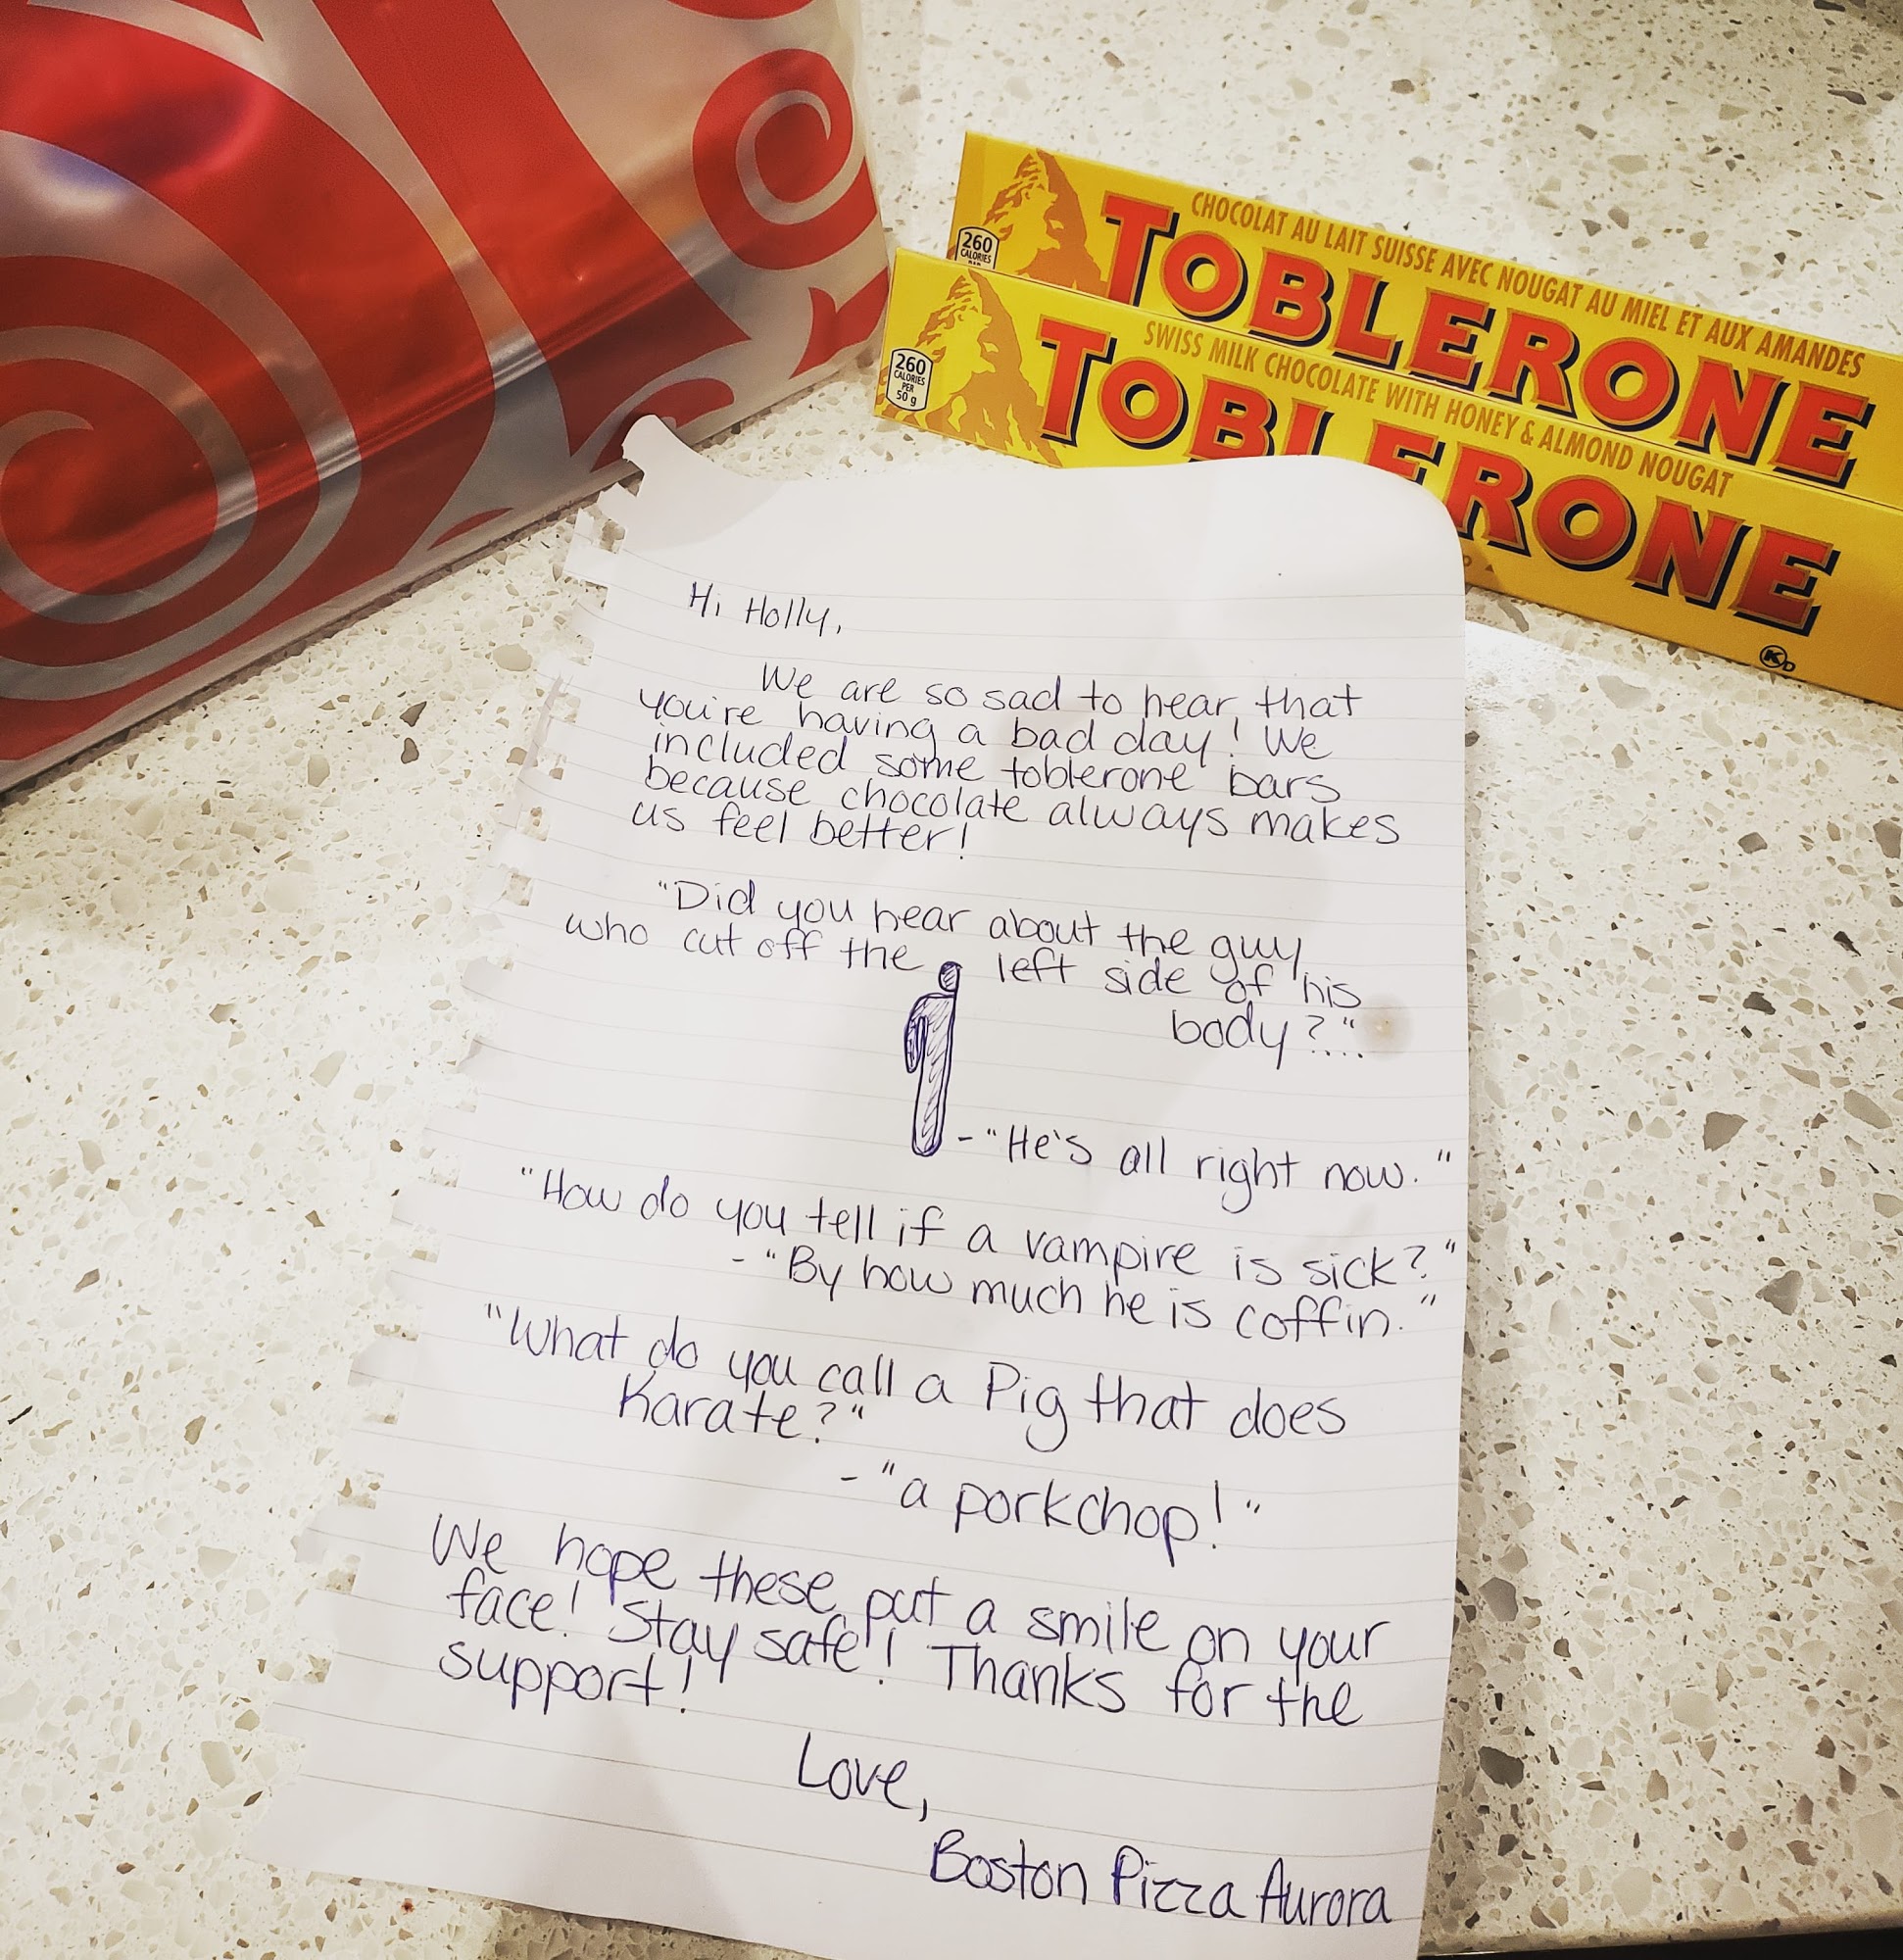 CHOCOLAT AU LAIT SUISSE AVEC NOUGAT AU MIEL ET AUX AMANDES
TOBLERONE
260
CALORIES
SWISS MILK CHOCOLATE WITH HONEY & ALMOND NOUGAT
TOBLERONE
260
CALORIES
PER
50 g
K D
Hi Holly,
We are so sad to hear that
you're having a bad day! We
included some toblerone bars
because chocolate always makes
us feel better!
"Did you hear about the guy
who cut off the left side of his
body?"....
- "He's all right now."
"How do you tell if a vampire is sick?"
- "By how much he is coffin."
"What do you call a Pig that does
Karate?"
- "a porkchop!"
We hope these put a smile on your
face! Stay safe! Thanks for the
support!
Love,
Boston Pizza Aurora